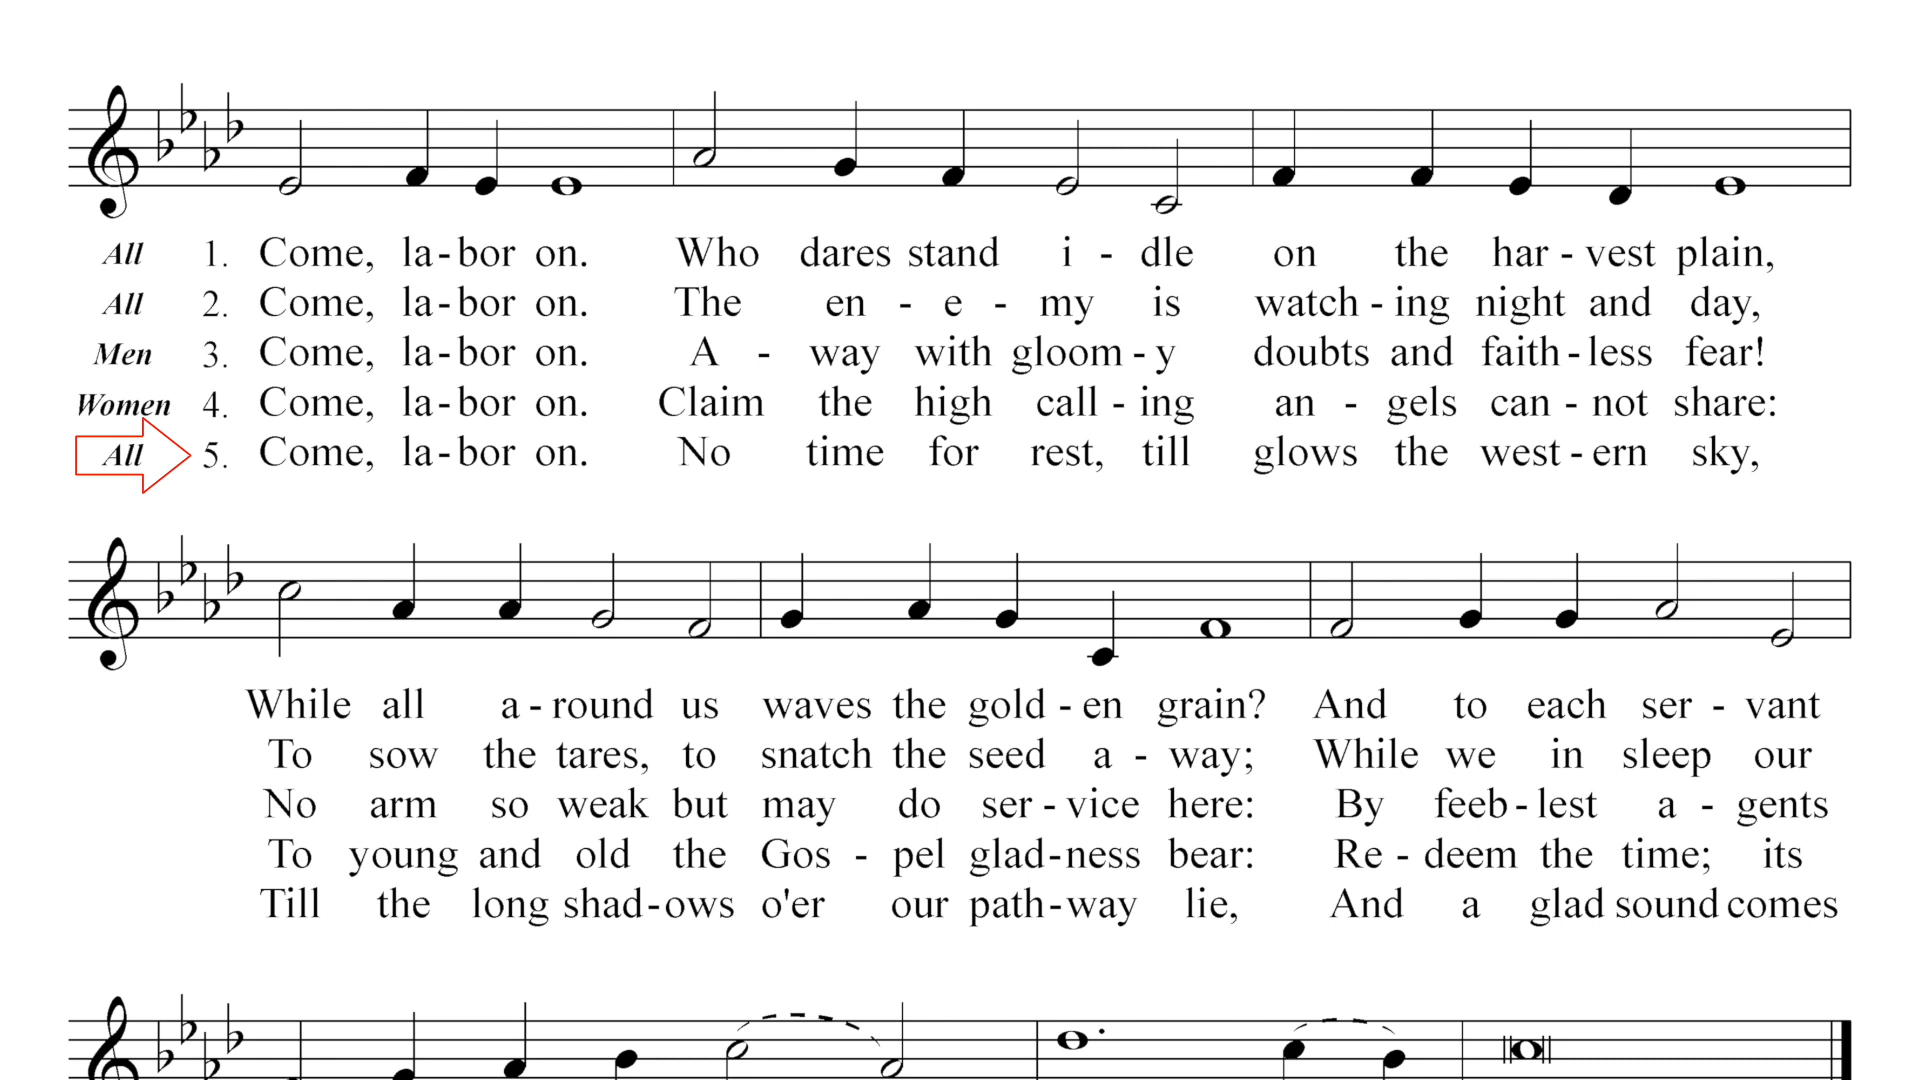 All 1. Come, la-bor on. Who dares stand i - dle on the har - vest plain,
All 2. Come, la-bor on. The en - e - my is watch - ing night and day,
Men 3. Come, la-bor on. A - way with gloom - y doubts and faith - less fear!
Women 4. Come, la-bor on. Claim the high call - ing an - gels can - not share:
All 5. Come, la-bor on. No time for rest, till glows the west - ern sky,
While all a - round us waves the gold - en grain? And to each ser - vant
To sow the tares, to snatch the seed a - way; While we in sleep our
No arm so weak but may do ser - vice here: By feeb - lest a - gents
To young and old the Gos - pel glad-ness bear: Re - deem the time; its
Till the long shad-ows o'er our path-way lie, And a glad sound comes